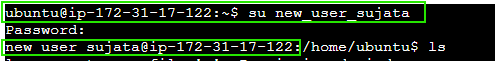 ubuntu@ip-172-31-17-122:~$ su new_user_sujata
Password:
new_user_sujata@ip-172-31-17-122:/home/ubuntu$ ls